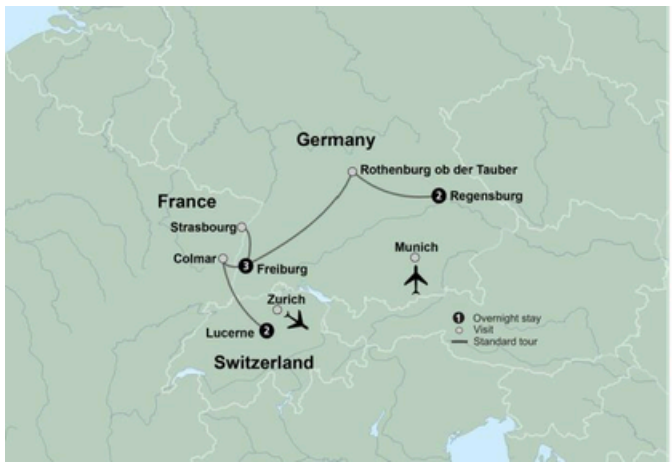 Germany
Rothenburg ob der Tauber
2 Regensburg
France
Strasbourg
Munich
Colmar
3 Freiburg
Zurich
Lucerne 2
Switzerland
1 Overnight stay
Visit
Standard tour